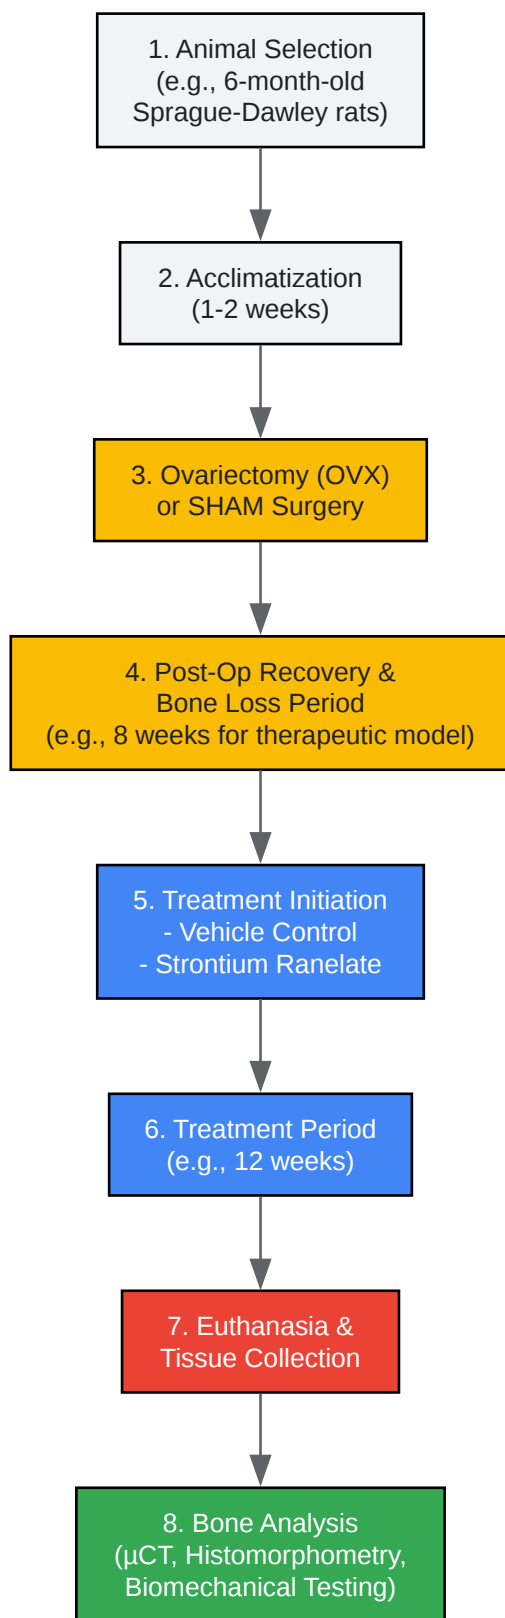 1. Animal Selection
(e.g., 6-month-old
Sprague-Dawley rats)
2. Acclimatization
(1-2 weeks)
3. Ovariectomy (OVX)
or SHAM Surgery
4. Post-Op Recovery &
Bone Loss Period
(e.g., 8 weeks for therapeutic model)
5. Treatment Initiation
- Vehicle Control
- Strontium Ranelate
6. Treatment Period
(e.g., 12 weeks)
7. Euthanasia &
Tissue Collection
8. Bone Analysis
(µCT, Histomorphometry,
Biomechanical Testing)